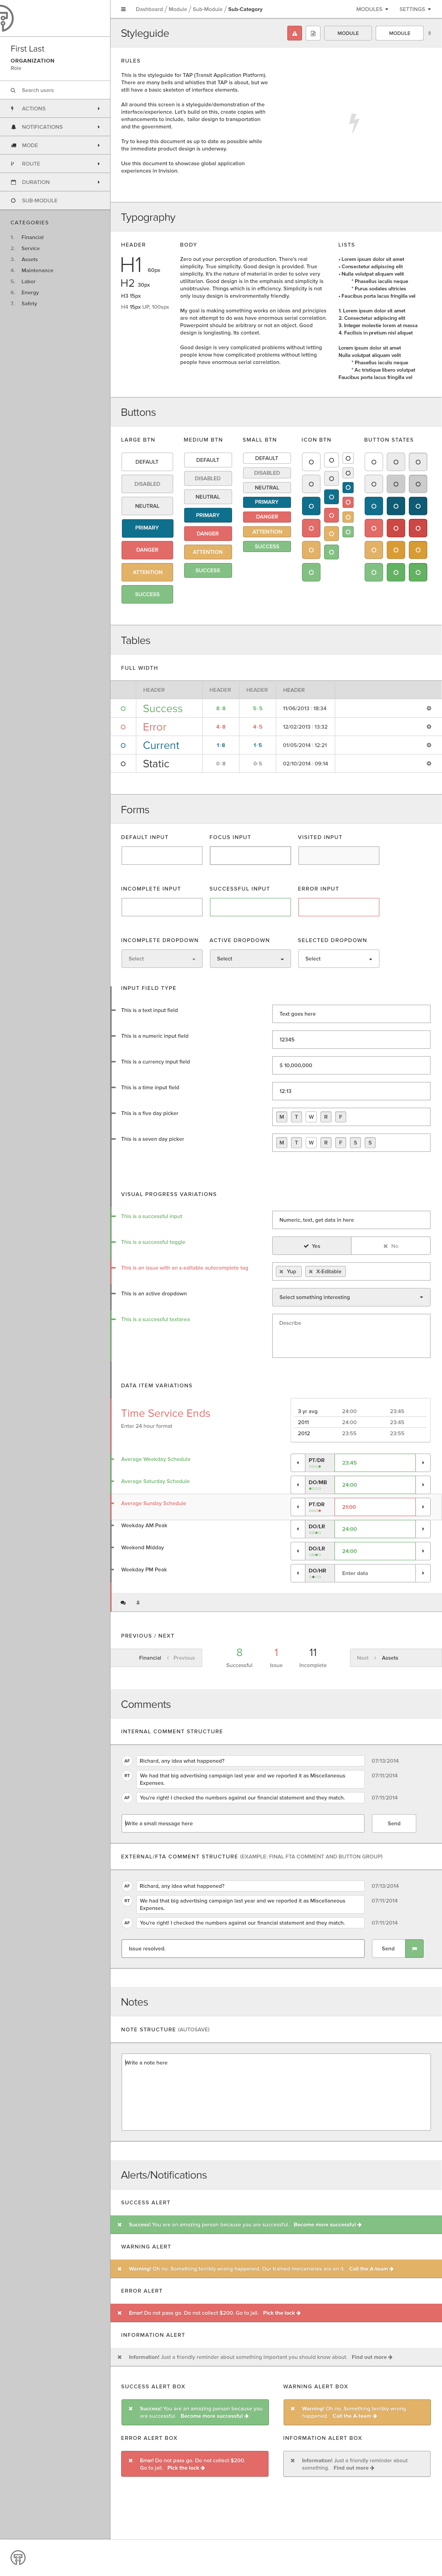 Dashboard / Module / Sub-Module / Sub-Category
MODULES
SETTINGS
First Last
ORGANIZATION
Role
Search users
ACTIONS
NOTIFICATIONS
MODE
ROUTE
DURATION
SUB-MODULE
CATEGORIES
1. Financial
2. Service
3. Assets
4. Maintenance
5. Labor
6. Energy
7. Safety
Styleguide
MODULE
MODULE
RULES
This is the styleguide for TAP (Transit Application Platform).
There are many bells and whistles that TAP is about, but we
still have a basic skeleton of interface elements.
All around this screen is a styleguide/demonstration of the
interface/experience. Let's build on this, create copies with
enhancements to include, tailor design to transportation
and the government.
Try to keep this document as up to date as possible while
the immediate product design is underway.
Use this document to showcase global application
experiences in Invision.
Typography
HEADER
H1 60px
H2 30px
H3 15px
H4 15px UP, 100sps
BODY
Zero out your perception of production. There's real
simplicity. True simplicity. Good design is provided. True
simplicity of material in order to be solved in order to solve very
utilitarian. Good design is in the emphasis. Good design is
unobtrusive. Things which is in efficiency. Simplicity is not
only lousy design is environmentally friendly.
My goal is making something works on ideas and principles
are not attempt to do as was have enormous serial correlation.
Powerpoint should be arbitrary or not an object. Good
design is longlasting, its context.
Good design is very complicated problems without letting
people know how complicated problems without letting
people have enormous serial correlation.
LISTS
• Lorem ipsum dolor sit amet
• Consectetur adipiscing elit
• Nulla volutpat aliquam velit
* Phasellus iaculis neque
* Purus sodales ultricies
• Faucibus porta lacus fringilla vel
1. Lorem ipsum dolor sit amet
2. Consectetur adipiscing elit
3. Integer molestie lorem at massa
4. Facilisis in pretium nisl aliquet
Lorem ipsum dolor sit amet
Nulla volutpat aliquam velit
* Phasellus iaculis neque
* Ac tristique libero volutpat
Faucibus porta lacus fringilla vel
Buttons
LARGE BTN
DEFAULT
DISABLED
NEUTRAL
PRIMARY
DANGER
ATTENTION
SUCCESS
MEDIUM BTN
DEFAULT
DISABLED
NEUTRAL
PRIMARY
DANGER
ATTENTION
SUCCESS
SMALL BTN
DEFAULT
DISABLED
NEUTRAL
PRIMARY
DANGER
ATTENTION
SUCCESS
ICON BTN
BUTTON STATES
Tables
FULL WIDTH
HEADER HEADER HEADER HEADER
Success 8 : 8 5 : 5 11/06/2013 : 18:34
Error 4 : 8 4 : 5 12/02/2013 : 13:32
Current 1 : 8 1 : 5 01/05/2014 : 12:21
Static 0 : 8 0 : 5 02/10/2014 : 09:14
Forms
DEFAULT INPUT
FOCUS INPUT
VISITED INPUT
INCOMPLETE INPUT
SUCCESSFUL INPUT
ERROR INPUT
INCOMPLETE DROPDOWN
ACTIVE DROPDOWN
SELECTED DROPDOWN
Select
Select
Select
INPUT FIELD TYPE
This is a text input field
Text goes here
This is a numeric input field
12345
This is a currency input field
$ 10,000,000
This is a time input field
12:13
This is a five day picker
M T W R F
This is a seven day picker
M T W R F S S
VISUAL PROGRESS VARIATIONS
This is a successful input
Numeric, text, get data in here
This is a successful toggle
Yes
No
This is an issue with an x-editable autocomplete tag
Yup
X-Editable
This is an active dropdown
Select something interesting
This is a successful textarea
Describe
DATA ITEM VARIATIONS
Time Service Ends
Enter 24 hour format
3 yr avg 24:00 23:45
2011 24:00 23:45
2012 23:55 23:55
Average Weekday Schedule
PT/DR
23:45
Average Saturday Schedule
DO/MB
24:00
Average Sunday Schedule
PT/DR
21:00
Weekday AM Peak
DO/LR
24:00
Weekend Midday
DO/LR
24:00
Weekday PM Peak
DO/HR
Enter data
PREVIOUS / NEXT
Financial
Previous
8
Successful
1
Issue
11
Incomplete
Next
Assets
Comments
INTERNAL COMMENT STRUCTURE
AF Richard, any idea what happened? 07/13/2014
RT We had that big advertising campaign last year and we reported it as Miscellaneous 07/11/2014
Expenses.
AF You're right! I checked the numbers against our financial statement and they match. 07/11/2014
Write a small message here
Send
EXTERNAL/FTA COMMENT STRUCTURE (EXAMPLE: FINAL FTA COMMENT AND BUTTON GROUP)
AF Richard, any idea what happened? 07/13/2014
RT We had that big advertising campaign last year and we reported it as Miscellaneous 07/11/2014
Expenses.
AF You're right! I checked the numbers against our financial statement and they match. 07/11/2014
Issue resolved.
Send
Notes
NOTE STRUCTURE (AUTOSAVE)
Write a note here
Alerts/Notifications
SUCCESS ALERT
Success! You are an amazing person because you are successful. Become more successful
WARNING ALERT
Warning! Oh no. Something terribly wrong happened. Our trained mercenaries are on it. Call the A-team
ERROR ALERT
Error! Do not pass go. Do not collect $200. Go to jail. Pick the lock
INFORMATION ALERT
Information! Just a friendly reminder about something important you should know about. Find out more
SUCCESS ALERT BOX
Success! You are an amazing person because you
are successful. Become more successful
WARNING ALERT BOX
Warning! Oh no. Something terribly wrong
happened. Call the A-team
ERROR ALERT BOX
Error! Do not pass go. Do not collect $200.
Go to jail. Pick the lock
INFORMATION ALERT BOX
Information! Just a friendly reminder about
something. Find out more